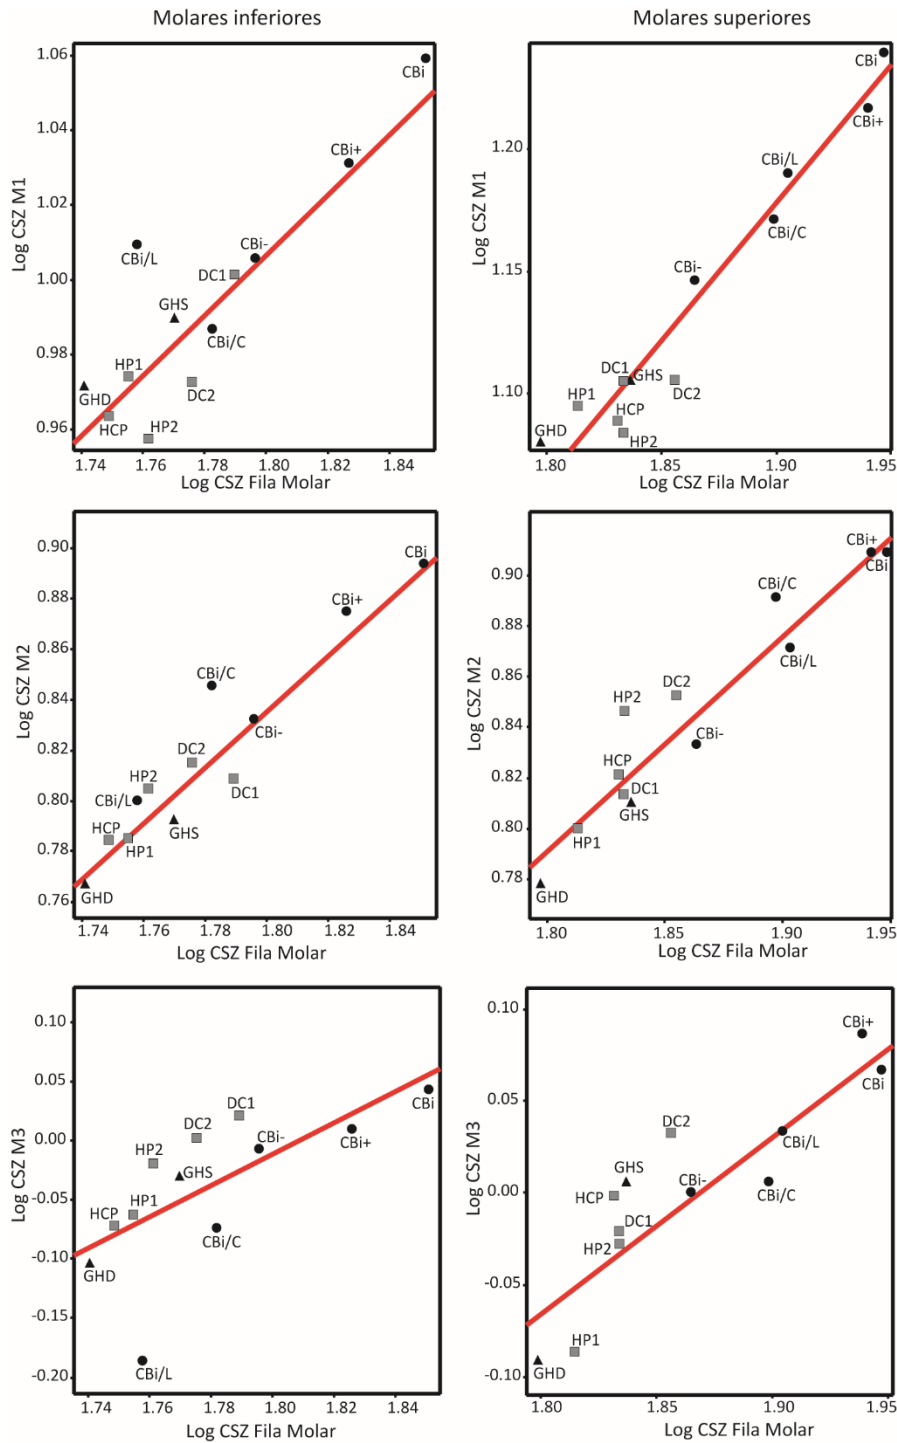 Molares inferiores
Molares superiores
Log CSZ M1
1.06
1.04
1.02
1.00
0.98
0.96
CBi
CBi+
CBi/L
CBi-
DC1
GHS
CBi/C
HP1
DC2
GHD
HCP
HP2
1.74
1.76
1.78
1.80
1.82
1.84
Log CSZ Fila Molar
Log CSZ M1
1.20
1.15
1.10
CBi
CBi+
CBi/L
CBi/C
CBi-
DC1
GHS
DC2
HP1
HCP
GHD
HP2
1.80
1.85
1.90
1.95
Log CSZ Fila Molar
Log CSZ M2
0.90
0.88
0.86
0.84
0.82
0.80
0.78
0.76
CBi
CBi+
CBi/C
CBi-
DC2
HP2
DC1
CBi/L
GHS
HCP
HP1
GHD
1.74
1.76
1.78
1.80
1.82
1.84
Log CSZ Fila Molar
Log CSZ M2
0.90
0.88
0.86
0.84
0.82
0.80
0.78
CBi+
CBi
CBi/C
CBi/L
DC2
HP2
CBi-
HCP
DC1
GHS
HP1
GHD
1.80
1.85
1.90
1.95
Log CSZ Fila Molar
Log CSZ M3
0.10
0.05
0.00
-0.05
-0.10
-0.15
-0.20
CBi
DC1
DC2
CBi-
CBi+
HP2
GHS
HP1
HCP
CBi/C
GHD
CBi/L
1.74
1.76
1.78
1.80
1.82
1.84
Log CSZ Fila Molar
Log CSZ M3
0.10
0.05
0.00
-0.05
-0.10
CBi+
CBi
DC2
CBi/L
GHS
CBi-
CBi/C
HCP
DC1
HP2
HP1
GHD
1.80
1.85
1.90
1.95
Log CSZ Fila Molar